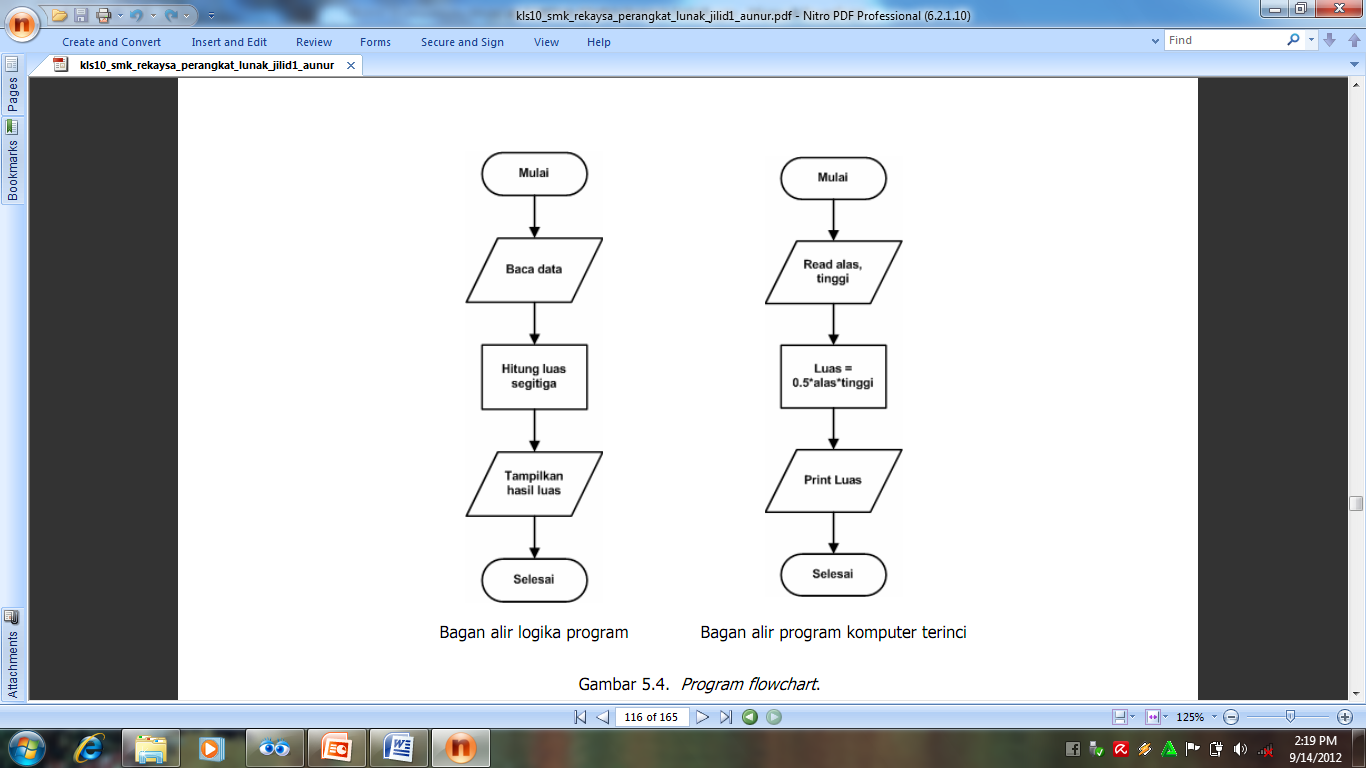 kls10_smk_rekaysa_perangkat_lunak_jilid1_aunur.pdf - Nitro PDF Professional (6.2.1.10)
Create and Convert Insert and Edit Review Forms Secure and Sign View Help Find
kls10_smk_rekaysa_perangkat_lunak_jilid1_aunur
Pages
Bookmarks
Attachments
Mulai
Baca data
Hitung luas
segitiga
Tampilkan
hasil luas
Selesai
Bagan alir logika program
Mulai
Read alas,
tinggi
Luas =
0.5*alas*tinggi
Print Luas
Selesai
Bagan alir program komputer terinci
Gambar 5.4. Program flowchart.
116 of 165
125%
2:19 PM
9/14/2012